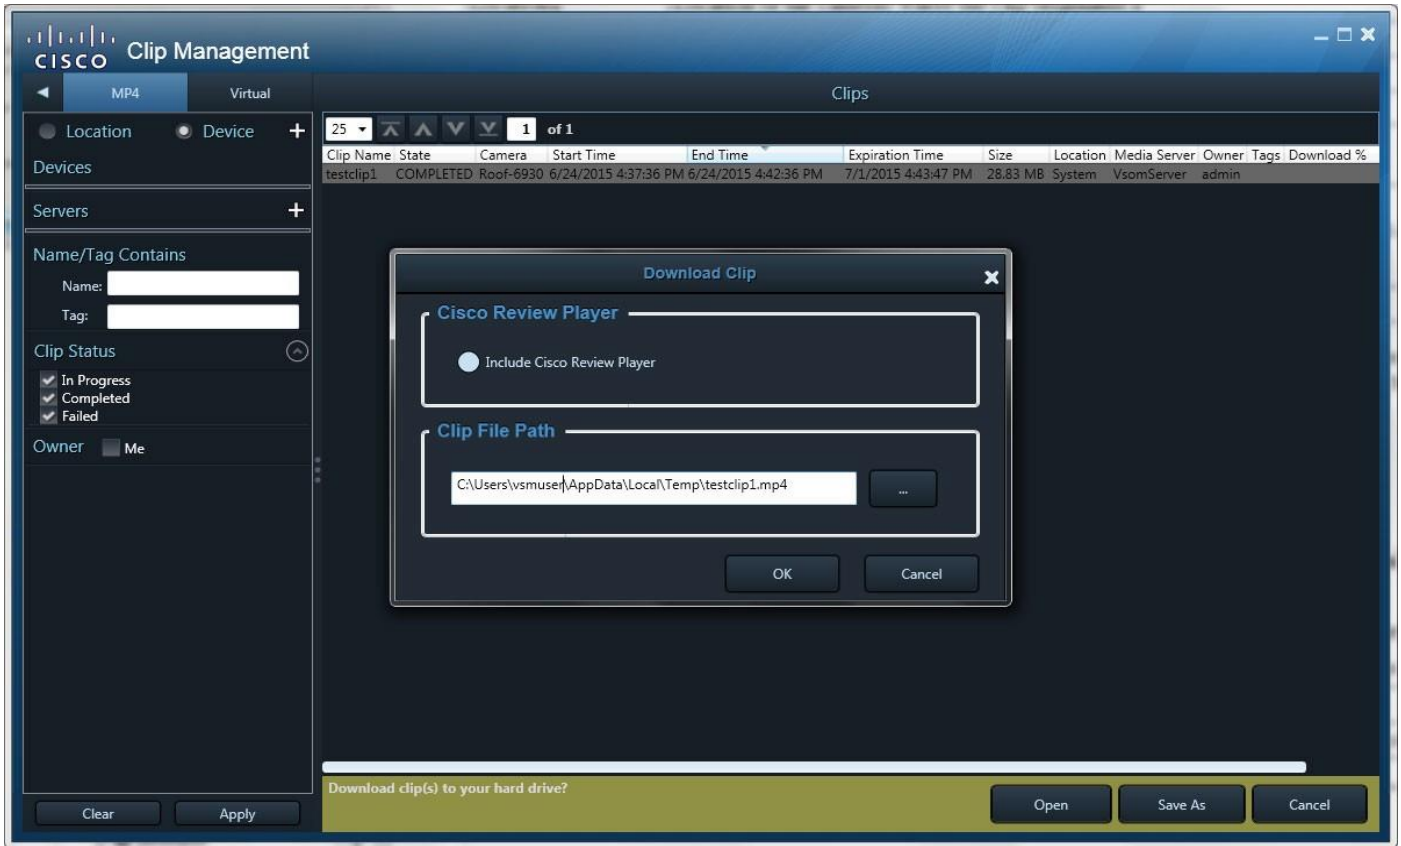 CISCO Clip Management
MP4 Virtual Clips
Location Device +
25 1 of 1
Clip Name State Camera Start Time End Time Expiration Time Size Location Media Server Owner Tags Download %
testclip1 COMPLETED Roof-6930 6/24/2015 4:37:36 PM 6/24/2015 4:42:36 PM 7/1/2015 4:43:47 PM 28.83 MB System VsomServer admin
Devices
Servers +
Name/Tag Contains
Name:
Tag:
Clip Status
In Progress
Completed
Failed
Owner Me
Download Clip
Cisco Review Player
Include Cisco Review Player
Clip File Path
C:\Users\vsmuser\AppData\Local\Temp\testclip1.mp4
...
OK Cancel
Download clip(s) to your hard drive?
Open Save As Cancel
Clear Apply